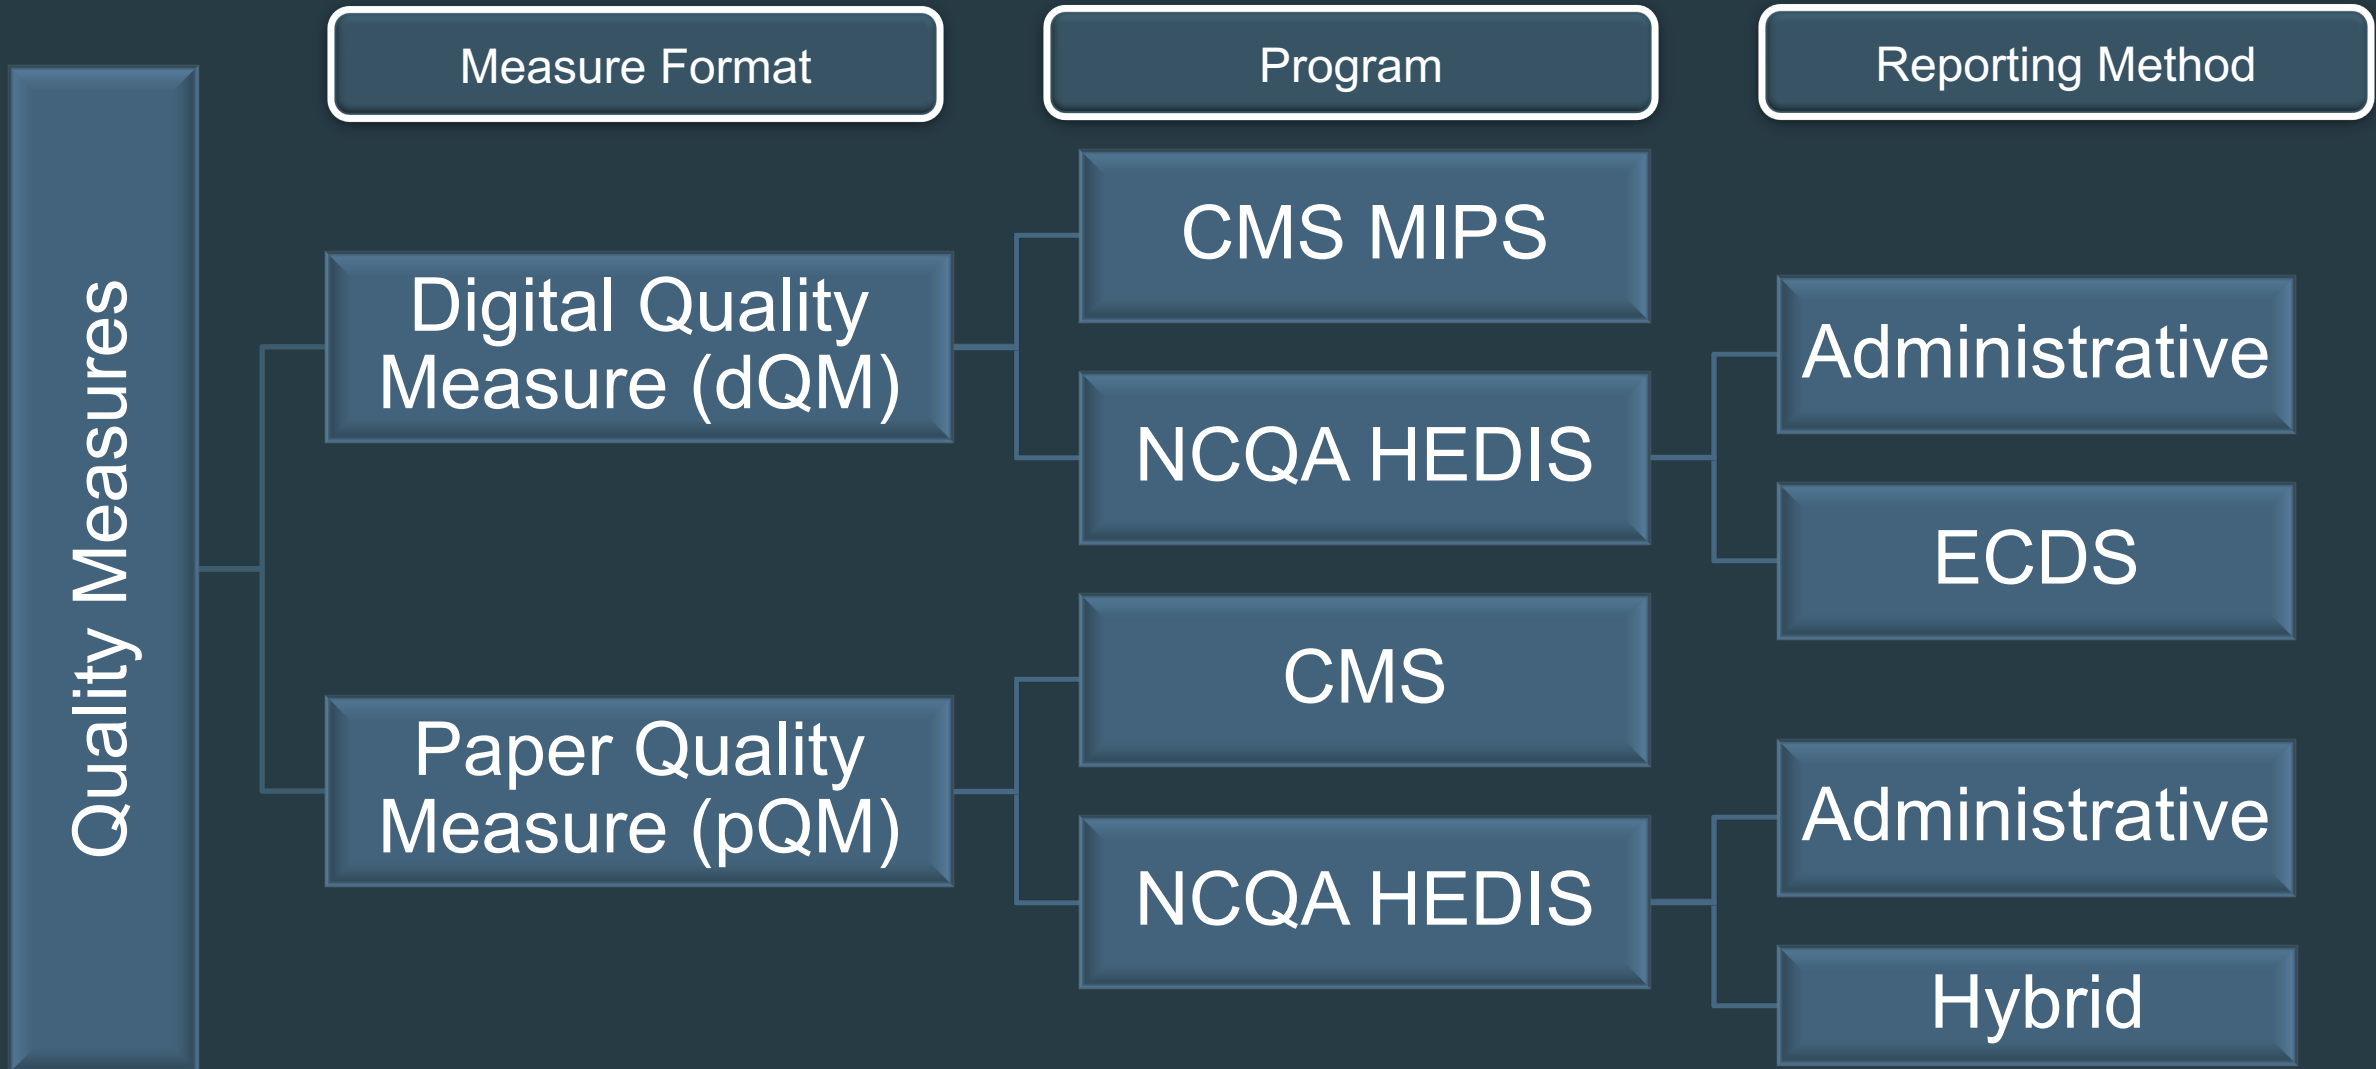 Measure Format
Program
Reporting Method
Quality Measures
Digital Quality
Measure (dQM)
CMS MIPS
NCQA HEDIS
Administrative
ECDS
Paper Quality
Measure (pQM)
CMS
NCQA HEDIS
Administrative
Hybrid